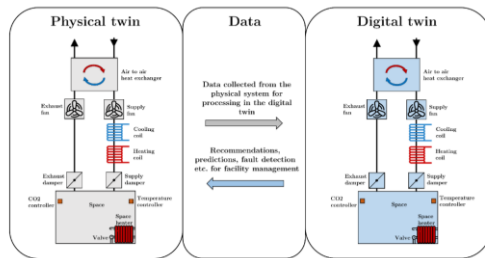 Physical twin
Air to air
heat exchanger
Exhaust
fan
Supply
fan
Cooling
coil
Heating
coil
Exhaust
damper
Supply
damper
CO2
controller
Space
Temperature
controller
Space
heater
Valve
Data
Data collected from the
physical system for
processing in the digital
twin
Recommendations,
predictions, fault detection
etc. for facility management
Digital twin
Air to air
heat exchanger
Exhaust
fan
Supply
fan
Cooling
coil
Heating
coil
Exhaust
damper
Supply
damper
CO2
controller
Space
Temperature
controller
Space
heater
Valve